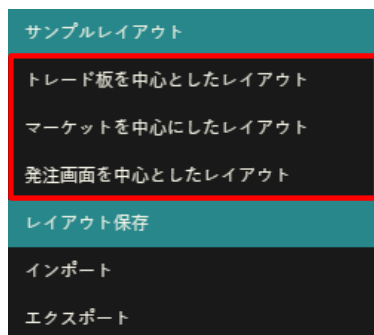 サンプルレイアウト
トレード板を中心としたレイアウト
マーケットを中心にしたレイアウト
発注画面を中心としたレイアウト
レイアウト保存
インポート
エクスポート